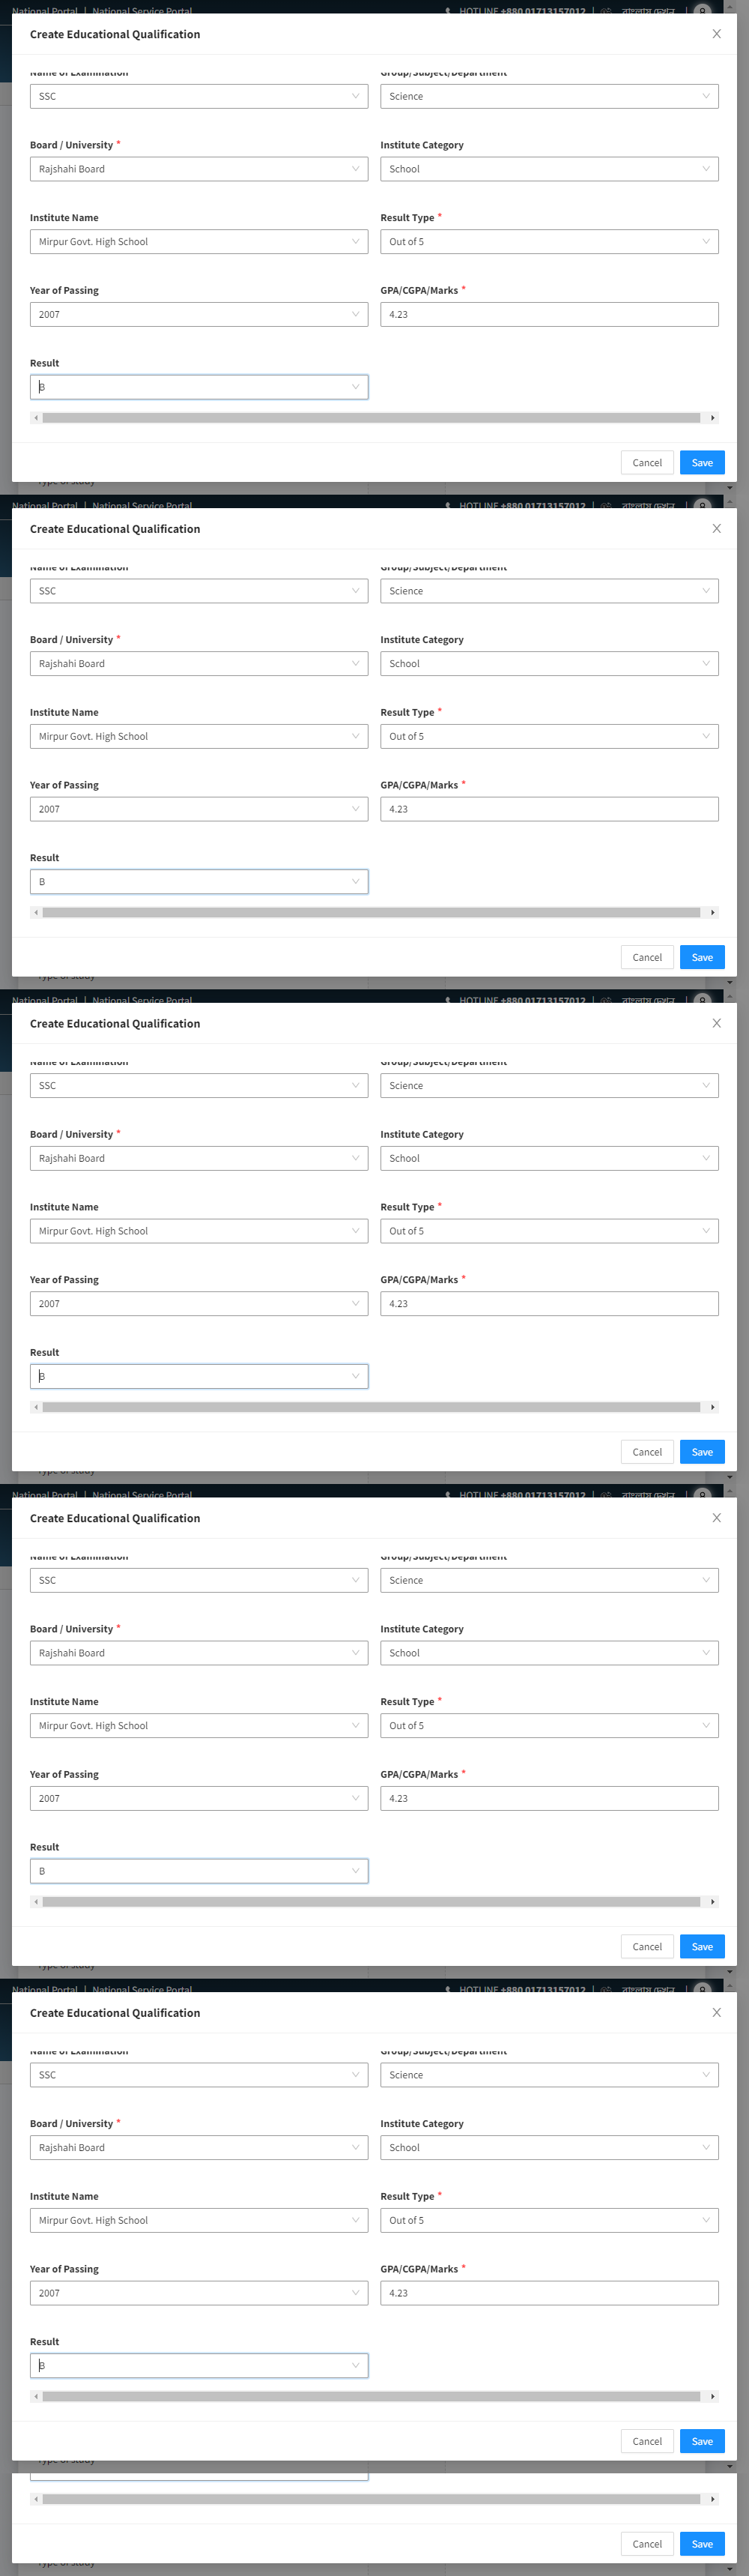 National Portal | National Service Portal HOTLINE +880 01713157012 | বাংলায় দেখুন
Create Educational Qualification
Name of Examination Group/Subject/Department
SSC Science
Board / University * Institute Category
Rajshahi Board School
Institute Name Result Type *
Mirpur Govt. High School Out of 5
Year of Passing GPA/CGPA/Marks *
2007 4.23
Result
B
Cancel Save
Type of study
National Portal | National Service Portal HOTLINE +880 01713157012 | বাংলায় দেখুন
Create Educational Qualification
Name of Examination Group/Subject/Department
SSC Science
Board / University * Institute Category
Rajshahi Board School
Institute Name Result Type *
Mirpur Govt. High School Out of 5
Year of Passing GPA/CGPA/Marks *
2007 4.23
Result
B
Cancel Save
Type of study
National Portal | National Service Portal HOTLINE +880 01713157012 | বাংলায় দেখুন
Create Educational Qualification
Name of Examination Group/Subject/Department
SSC Science
Board / University * Institute Category
Rajshahi Board School
Institute Name Result Type *
Mirpur Govt. High School Out of 5
Year of Passing GPA/CGPA/Marks *
2007 4.23
Result
B
Cancel Save
Type of study
National Portal | National Service Portal HOTLINE +880 01713157012 | বাংলায় দেখুন
Create Educational Qualification
Name of Examination Group/Subject/Department
SSC Science
Board / University * Institute Category
Rajshahi Board School
Institute Name Result Type *
Mirpur Govt. High School Out of 5
Year of Passing GPA/CGPA/Marks *
2007 4.23
Result
B
Cancel Save
Type of study
National Portal | National Service Portal HOTLINE +880 01713157012 | বাংলায় দেখুন
Create Educational Qualification
Name of Examination Group/Subject/Department
SSC Science
Board / University * Institute Category
Rajshahi Board School
Institute Name Result Type *
Mirpur Govt. High School Out of 5
Year of Passing GPA/CGPA/Marks *
2007 4.23
Result
B
Cancel Save
Type of study
Cancel Save
Type of study